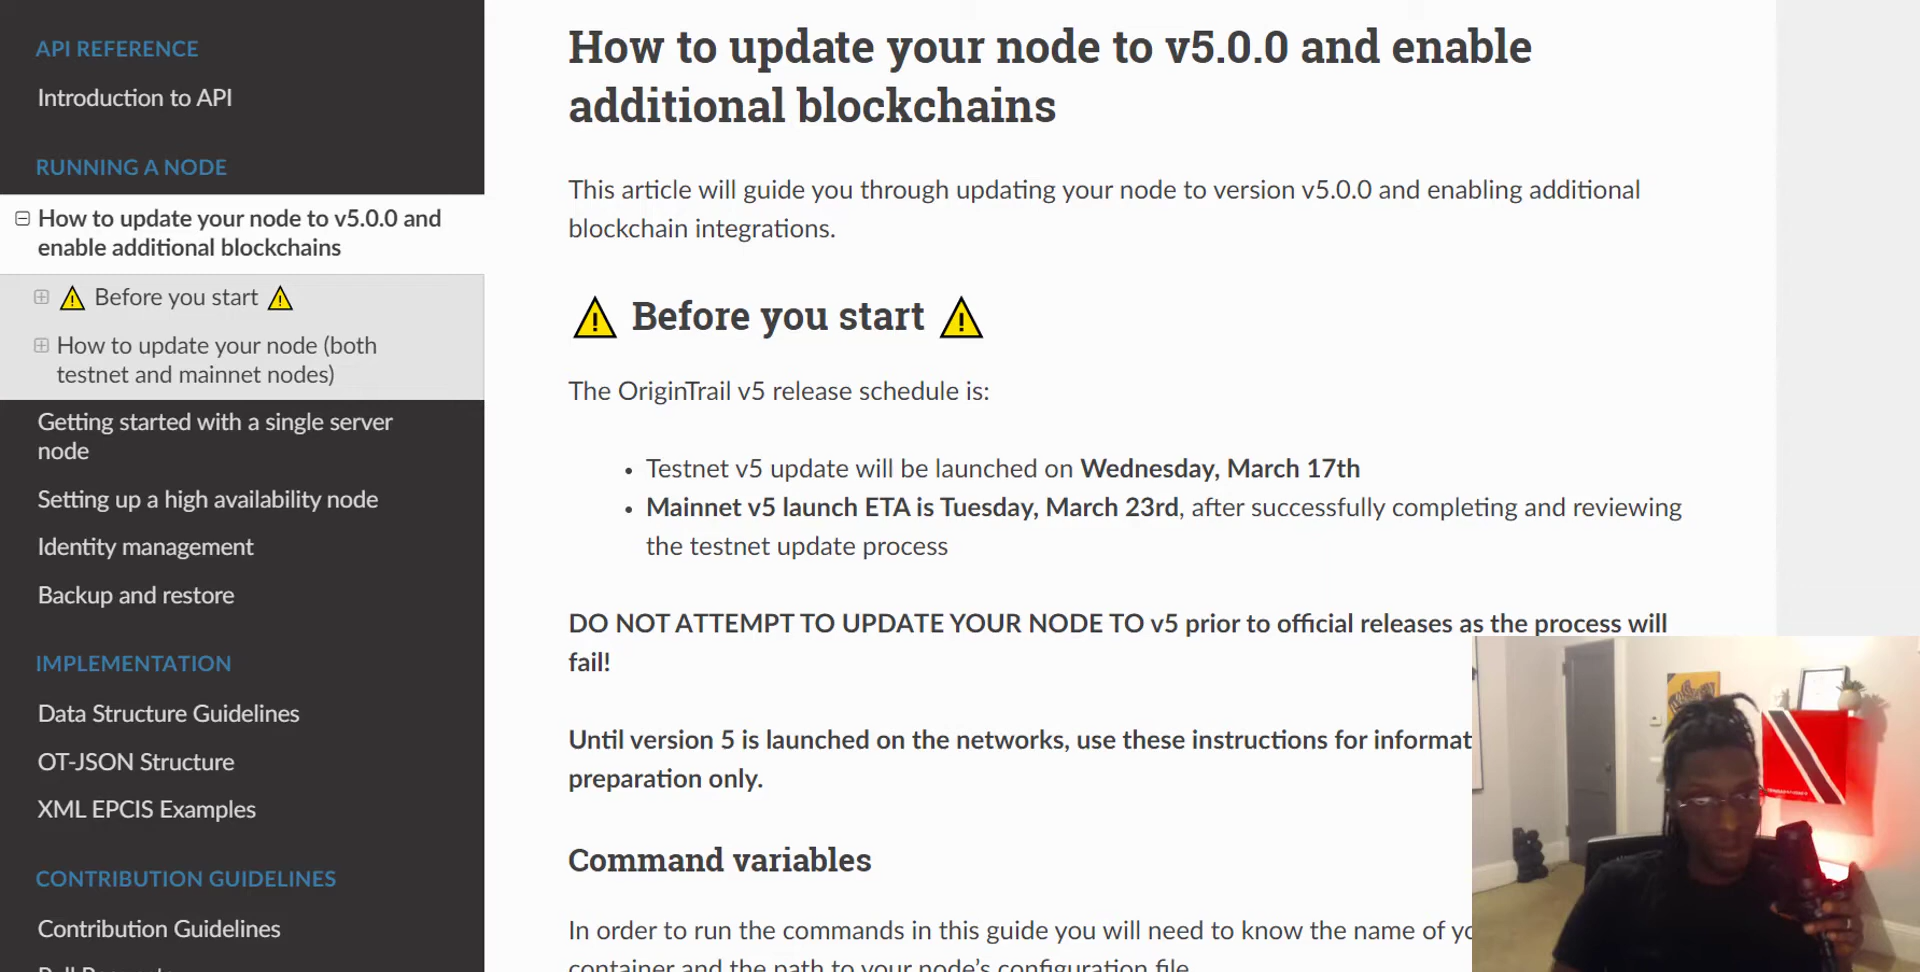 API REFERENCE
Introduction to API
RUNNING A NODE
How to update your node to v5.0.0 and
enable additional blockchains
Before you start
How to update your node (both
testnet and mainnet nodes)
Getting started with a single server
node
Setting up a high availability node
Identity management
Backup and restore
IMPLEMENTATION
Data Structure Guidelines
OT-JSON Structure
XML EPCIS Examples
CONTRIBUTION GUIDELINES
Contribution Guidelines
How to update your node to v5.0.0 and enable
additional blockchains
This article will guide you through updating your node to version v5.0.0 and enabling additional
blockchain integrations.
Before you start
The OriginTrail v5 release schedule is:
• Testnet v5 update will be launched on Wednesday, March 17th
• Mainnet v5 launch ETA is Tuesday, March 23rd, after successfully completing and reviewing
the testnet update process
DO NOT ATTEMPT TO UPDATE YOUR NODE TO v5 prior to official releases as the process will
fail!
Until version 5 is launched on the networks, use these instructions for informat
preparation only.
Command variables
In order to run the commands in this guide you will need to know the name of yo
container and the path to your node's configuration file